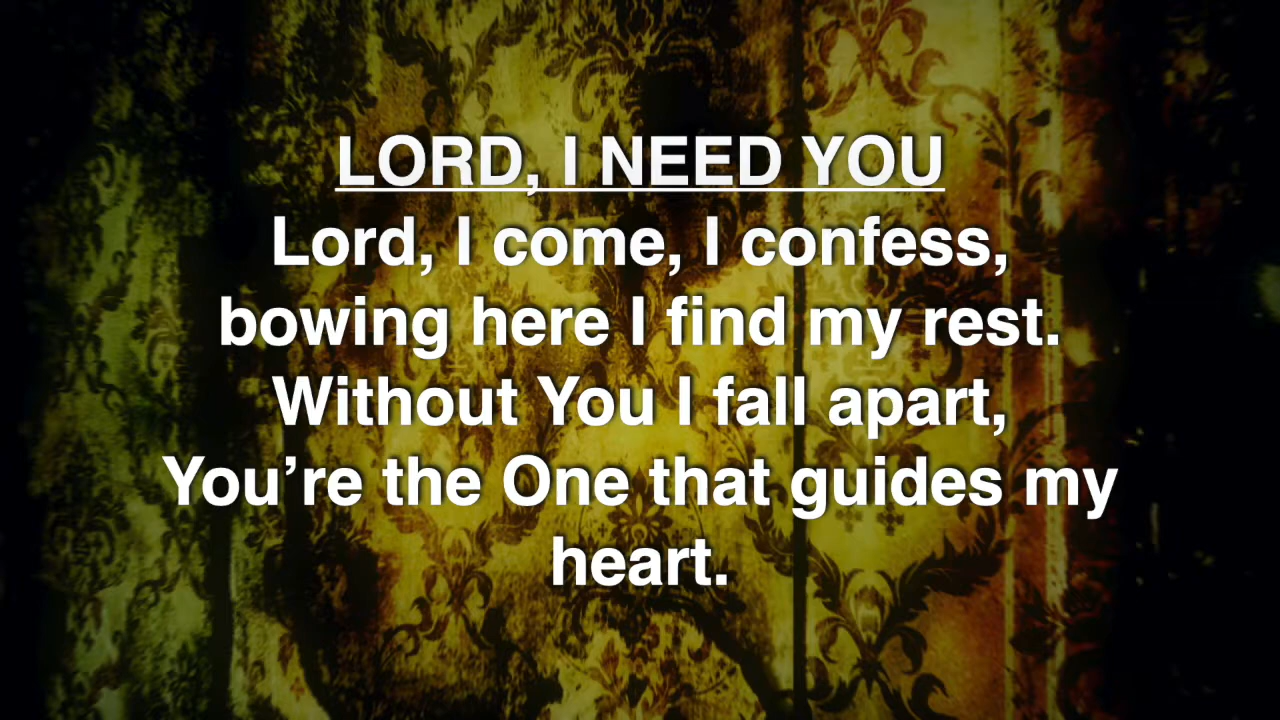 LORD, I NEED YOU
Lord, I come, I confess,
bowing here I find my rest.
Without You I fall apart,
You’re the One that guides my
heart.